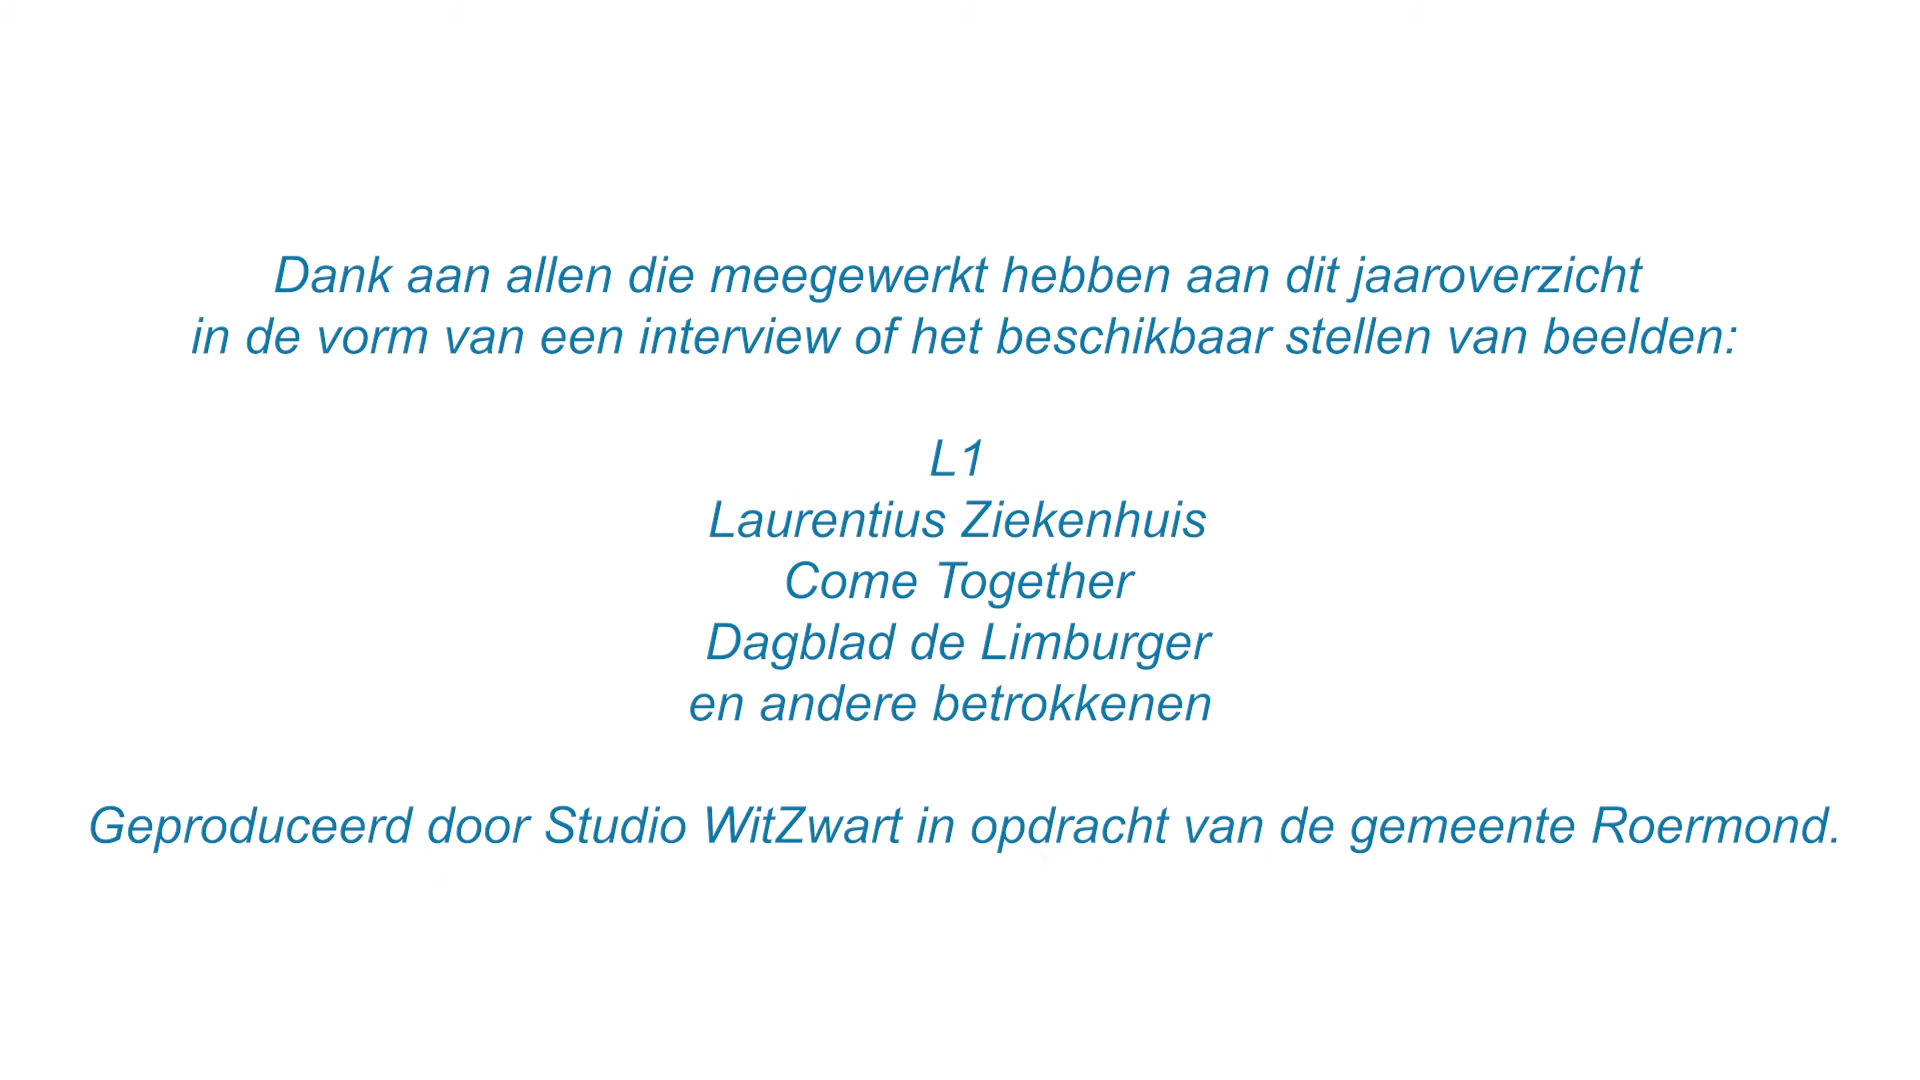 Dank aan allen die meegewerkt hebben aan dit jaaroverzicht
in de vorm van een interview of het beschikbaar stellen van beelden:
L1
Laurentius Ziekenhuis
Come Together
Dagblad de Limburger
en andere betrokkenen
Geproduceerd door Studio WitZwart in opdracht van de gemeente Roermond.